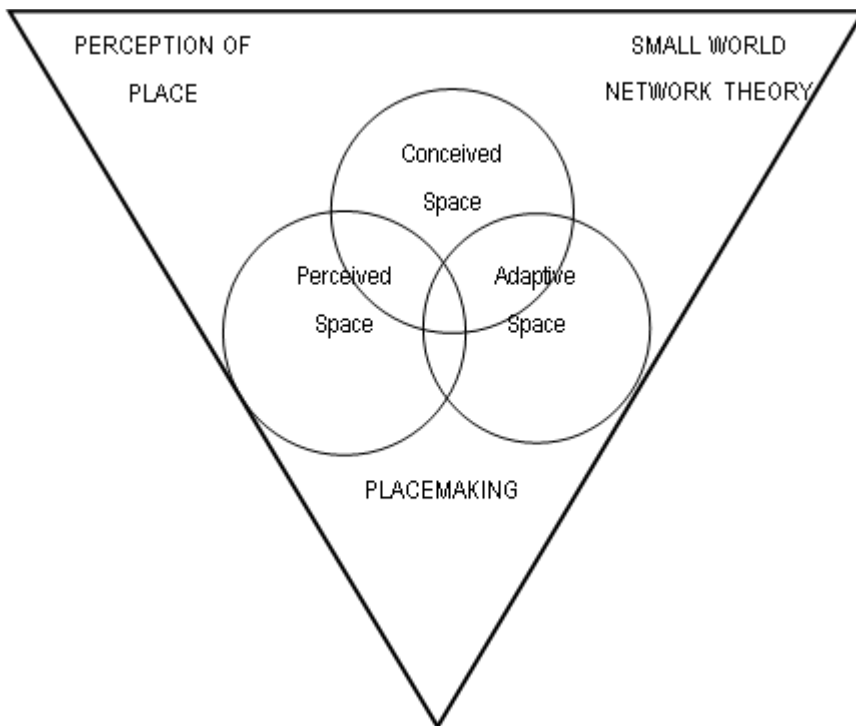 PERCEPTION OF
PLACE
SMALL WORLD
NETWORK THEORY
Conceived
Space
Perceived
Space
Adaptive
Space
PLACEMAKING